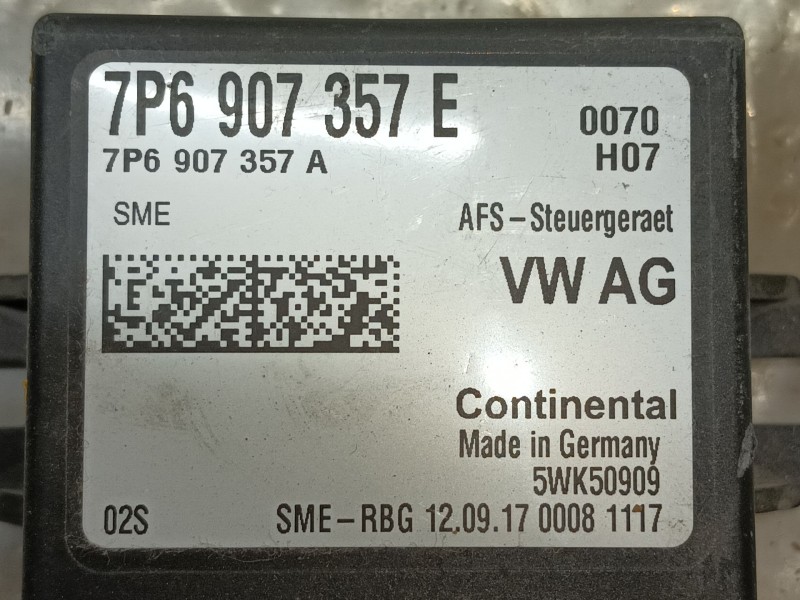 7P6 907 357 E
0070
7P6 907 357 A
H07
SME
AFS-Steuergeraet
VW AG
Continental
Made in Germany
5WK50909
02S
SME-RBG 12.09.17 0008 1117